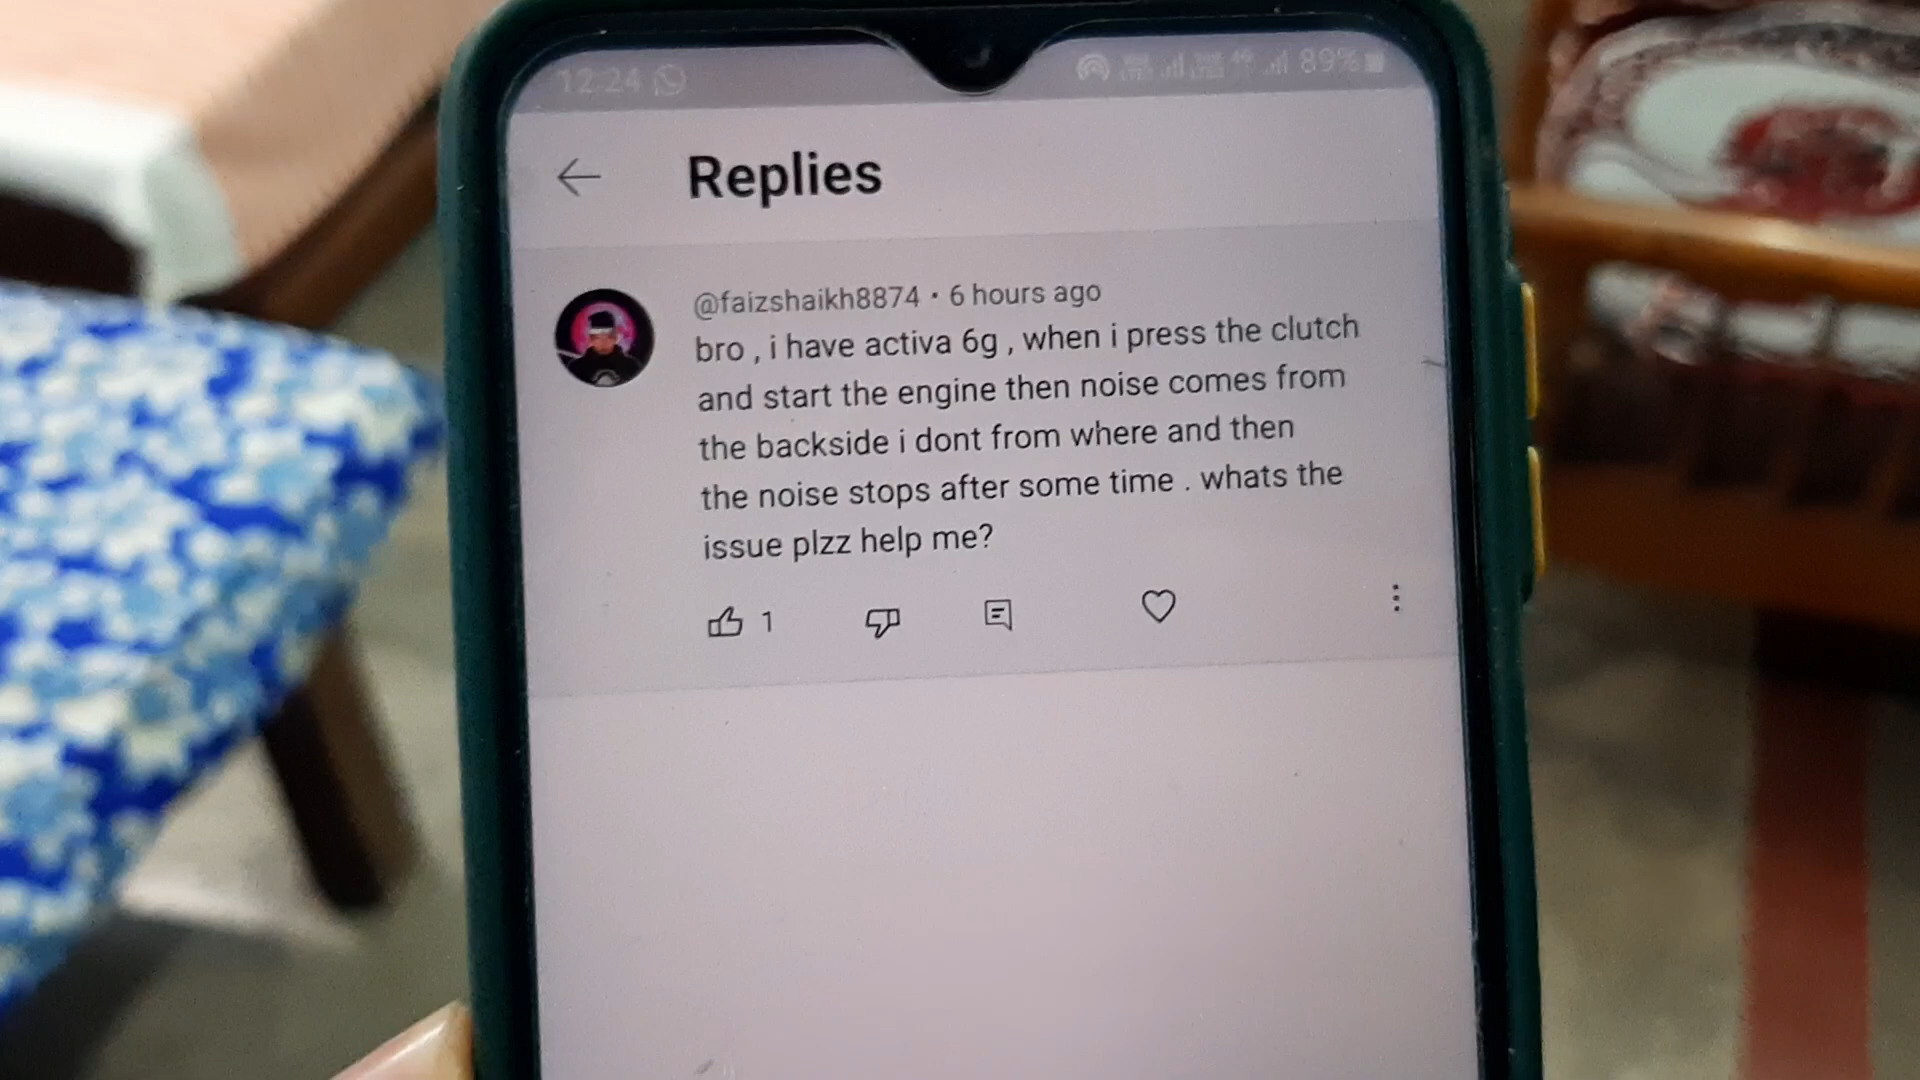 12:24 89%
Replies
@faizshaikh8874 • 6 hours ago
bro , i have activa 6g , when i press the clutch
and start the engine then noise comes from
the backside i dont from where and then
the noise stops after some time . whats the
issue plzz help me?
1